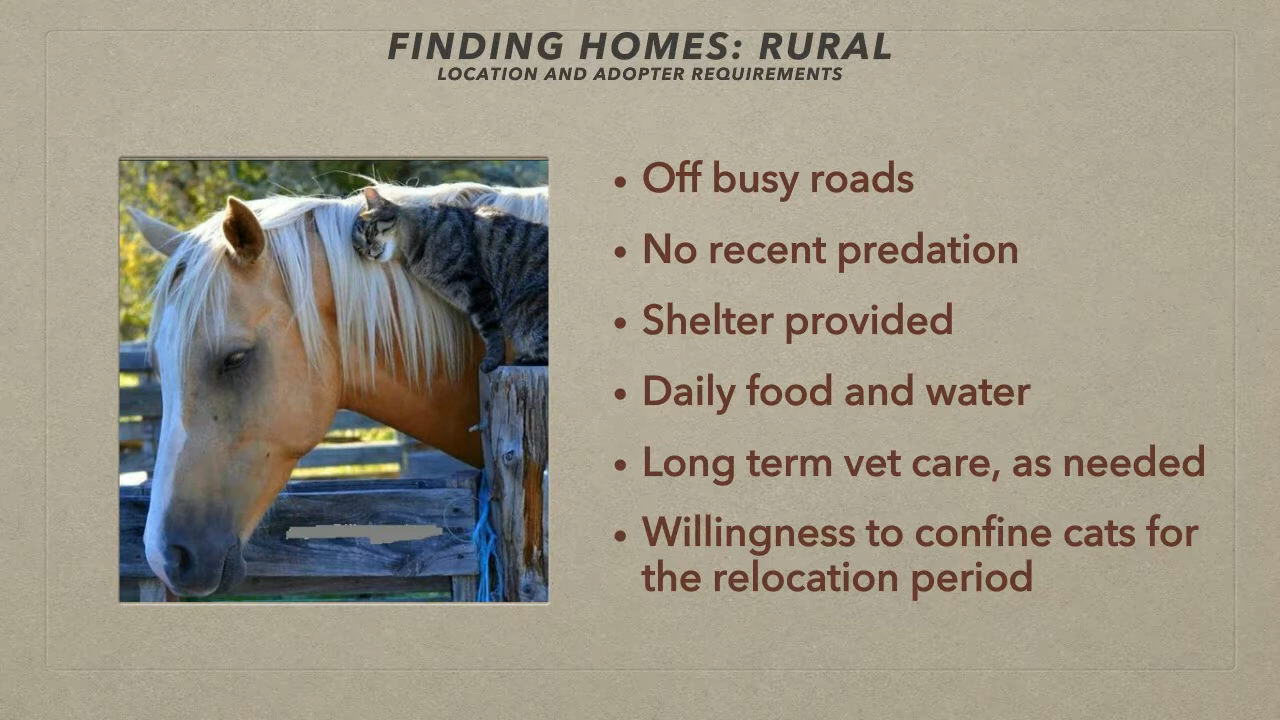 FINDING HOMES: RURAL
LOCATION AND ADOPTER REQUIREMENTS
• Off busy roads
• No recent predation
• Shelter provided
• Daily food and water
• Long term vet care, as needed
• Willingness to confine cats for
the relocation period